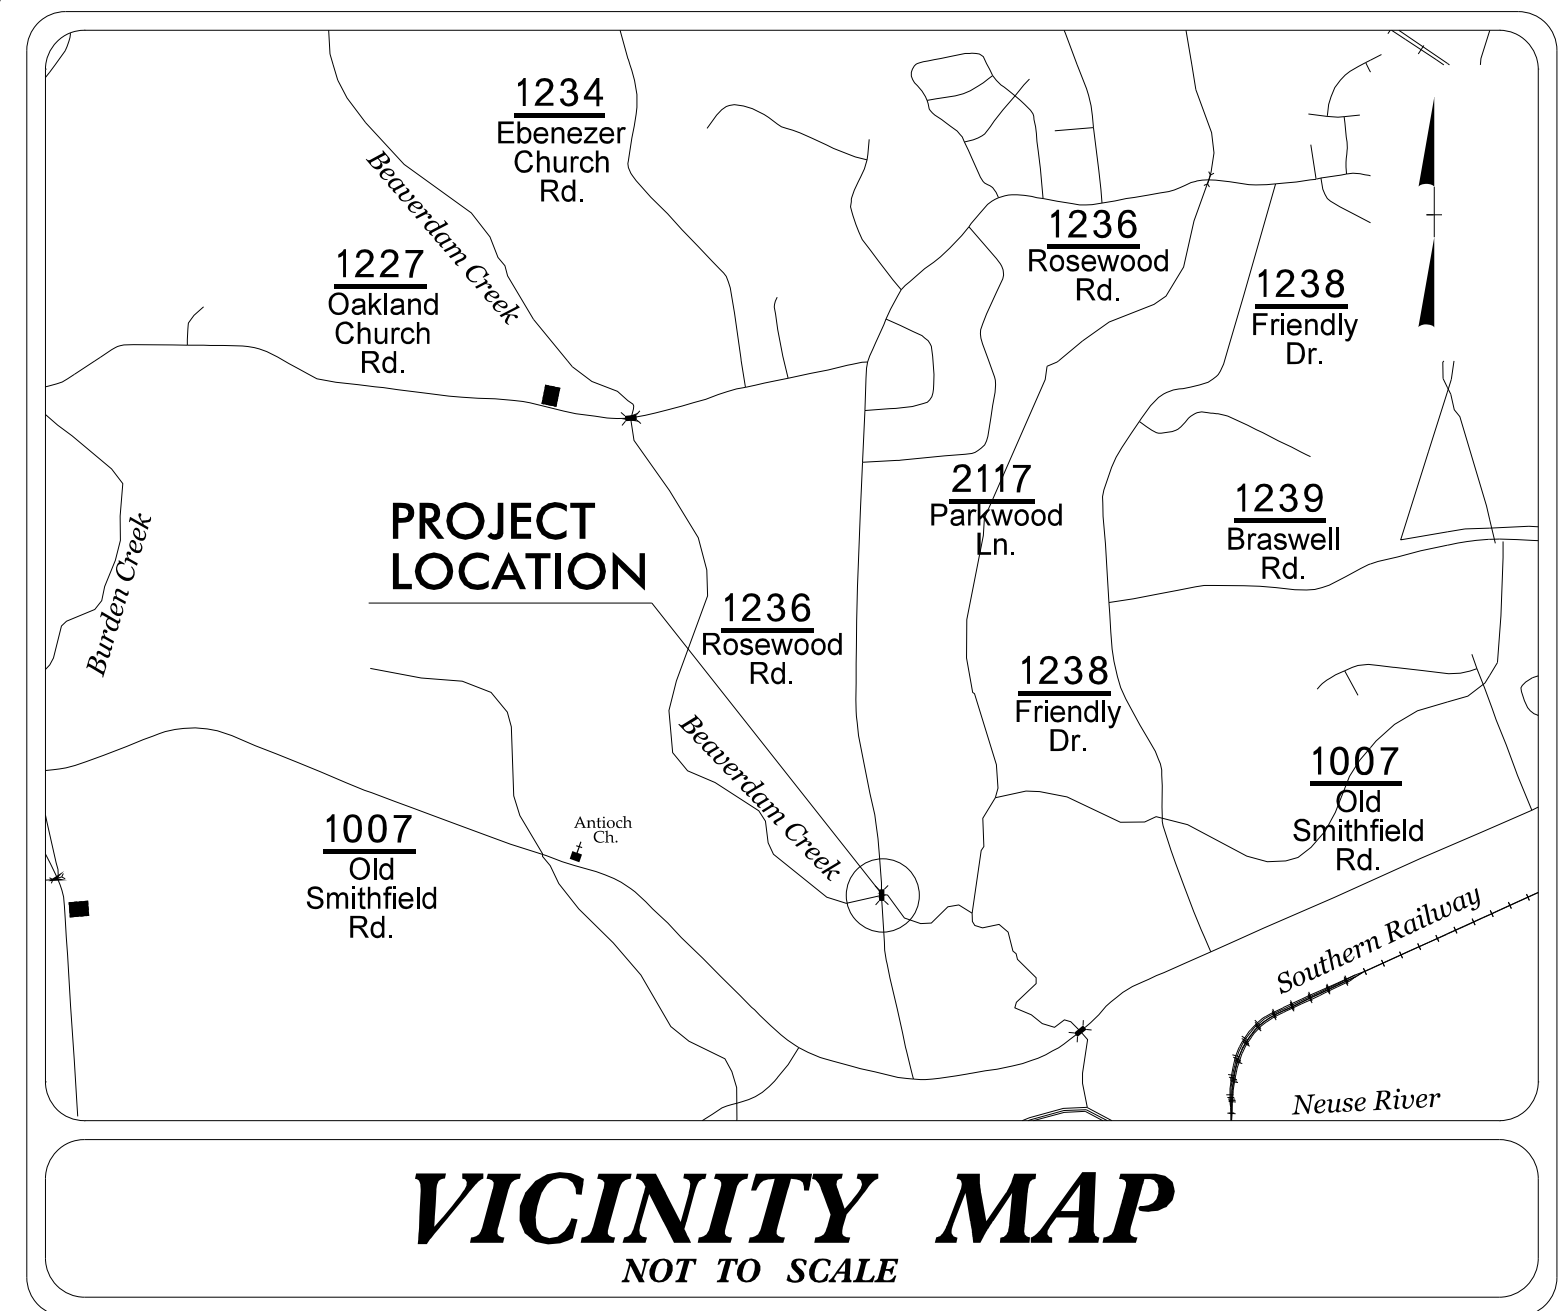 1234
Ebenezer
Church
Rd.
Beaverdam Creek
1227
Oakland
Church
Rd.
1236
Rosewood
Rd.
1238
Friendly
Dr.
2117
Parkwood
Ln.
1239
Braswell
Rd.
PROJECT
LOCATION
Burden Creek
1236
Rosewood
Rd.
1238
Friendly
Dr.
Beaverdam Creek
1007
Old
Smithfield
Rd.
Antioch
Ch.
1007
Old
Smithfield
Rd.
Southern Railway
Neuse River
VICINITY MAP
NOT TO SCALE